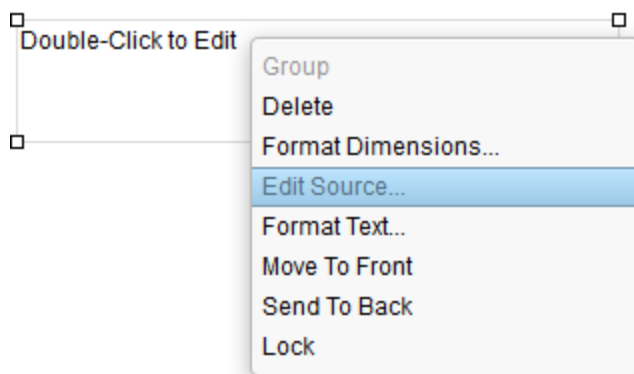 Double-Click to Edit
Group
Delete
Format Dimensions...
Edit Source...
Format Text...
Move To Front
Send To Back
Lock